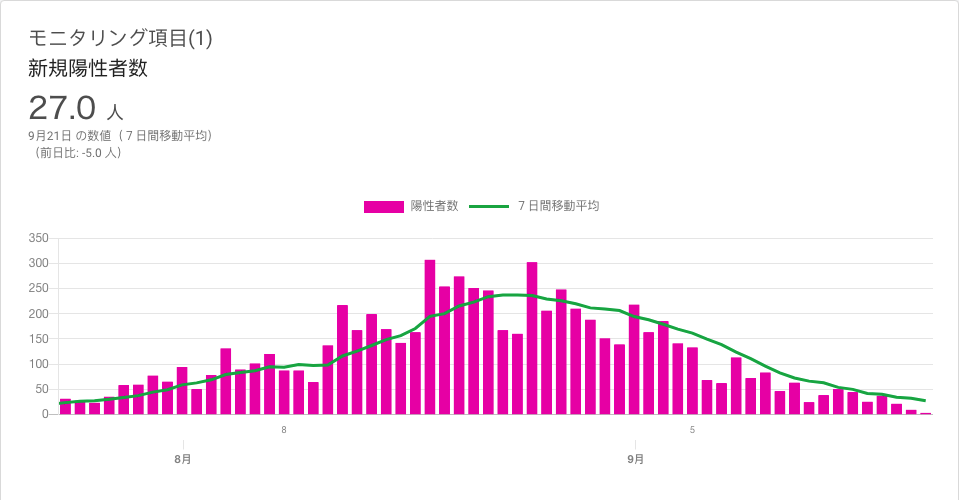 モニタリング項目(1)
新規陽性者数
27.0 人
9月21日 の数値（７日間移動平均）
（前日比: -5.0 人）
陽性者数 ７日間移動平均
350
300
250
200
150
100
50
0
8 5
8月 9月